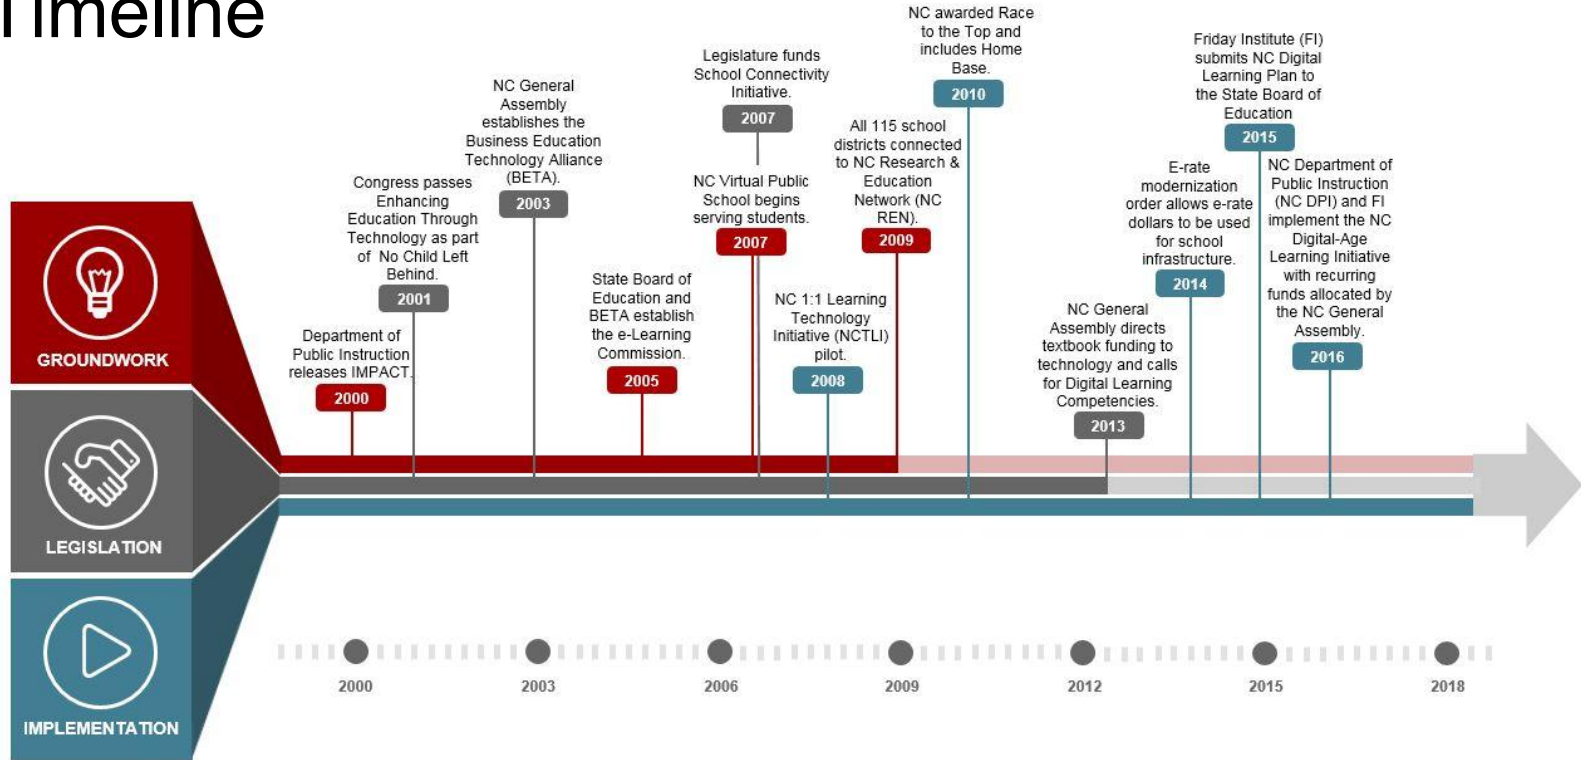 Timeline
GROUNDWORK
LEGISLATION
IMPLEMENTATION
Department of
Public Instruction
releases IMPACT.
2000
Congress passes
Enhancing
Education Through
Technology as part
of No Child Left
Behind.
2001
NC General
Assembly
establishes the
Business Education
Technology Alliance
(BETA).
2003
State Board of
Education and
BETA establish
the e-Learning
Commission.
2005
Legislature funds
School Connectivity
Initiative.
2007
NC Virtual Public
School begins
serving students.
2007
NC 1:1 Learning
Technology
Initiative (NCTLI)
pilot.
2008
All 115 school
districts connected
to NC Research &
Education
Network (NC
REN).
2009
NC awarded Race
to the Top and
includes Home
Base.
2010
NC General
Assembly directs
textbook funding to
technology and calls
for Digital Learning
Competencies.
2013
E-rate
modernization
order allows e-rate
dollars to be used
for school
infrastructure.
2014
Friday Institute (FI)
submits NC Digital
Learning Plan to
the State Board of
Education
2015
NC Department of
Public Instruction
(NC DPI) and FI
implement the NC
Digital-Age
Learning Initiative
with recurring
funds allocated by
the NC General
Assembly.
2016
2000
2003
2006
2009
2012
2015
2018